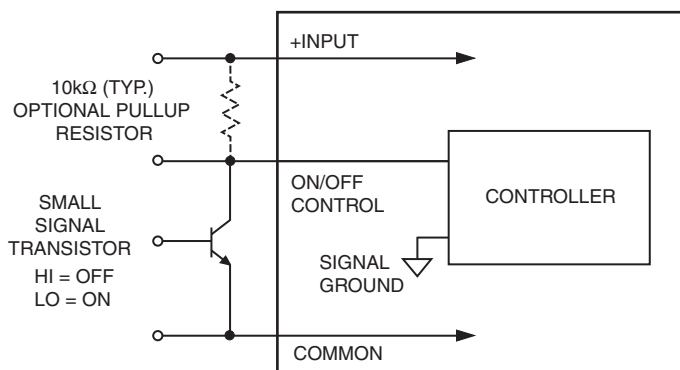 +INPUT
10kΩ (TYP.)
OPTIONAL PULLUP
RESISTOR
ON/OFF
CONTROL
CONTROLLER
SMALL
SIGNAL
TRANSISTOR
HI = OFF
LO = ON
SIGNAL
GROUND
COMMON